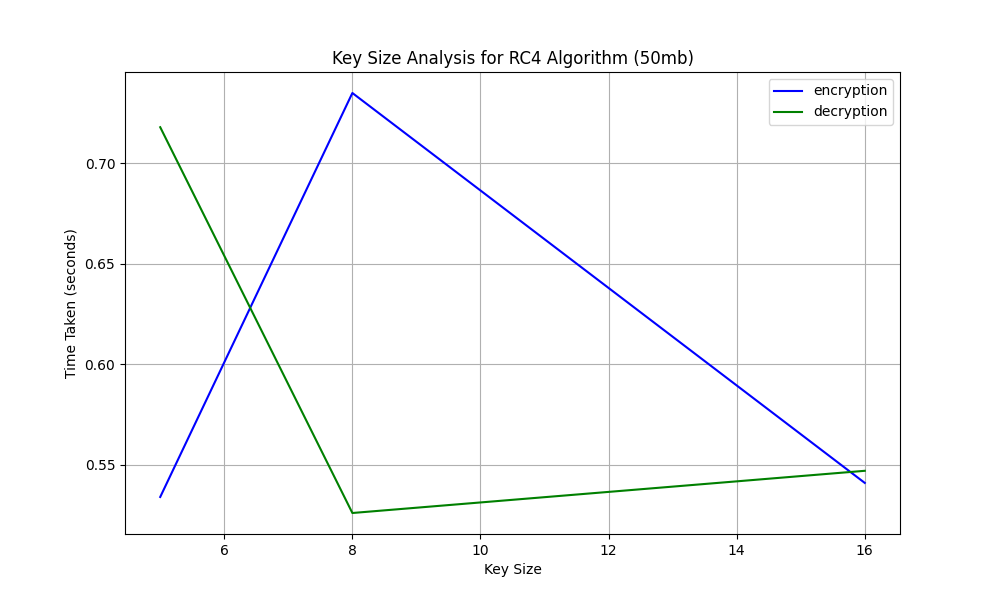 Key Size Analysis for RC4 Algorithm (50mb)
encryption
decryption
Time Taken (seconds)
0.70
0.65
0.60
0.55
6 8 10 12 14 16
Key Size